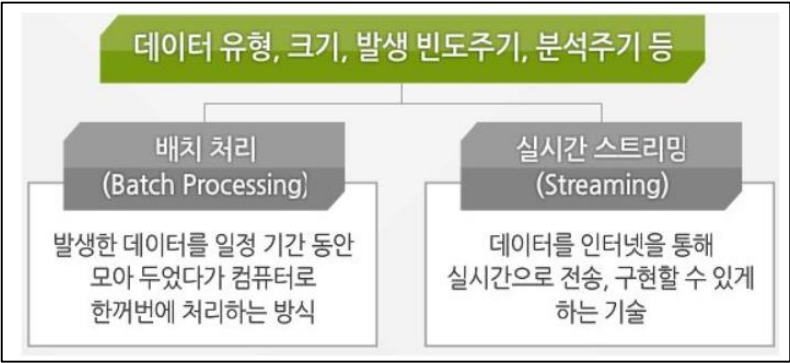 데이터 유형, 크기, 발생 빈도주기, 분석주기 등
배치 처리
(Batch Processing)
발생한 데이터를 일정 기간 동안
모아 두었다가 컴퓨터로
한꺼번에 처리하는 방식
실시간 스트리밍
(Streaming)
데이터를 인터넷을 통해
실시간으로 전송, 구현할 수 있게
하는 기술